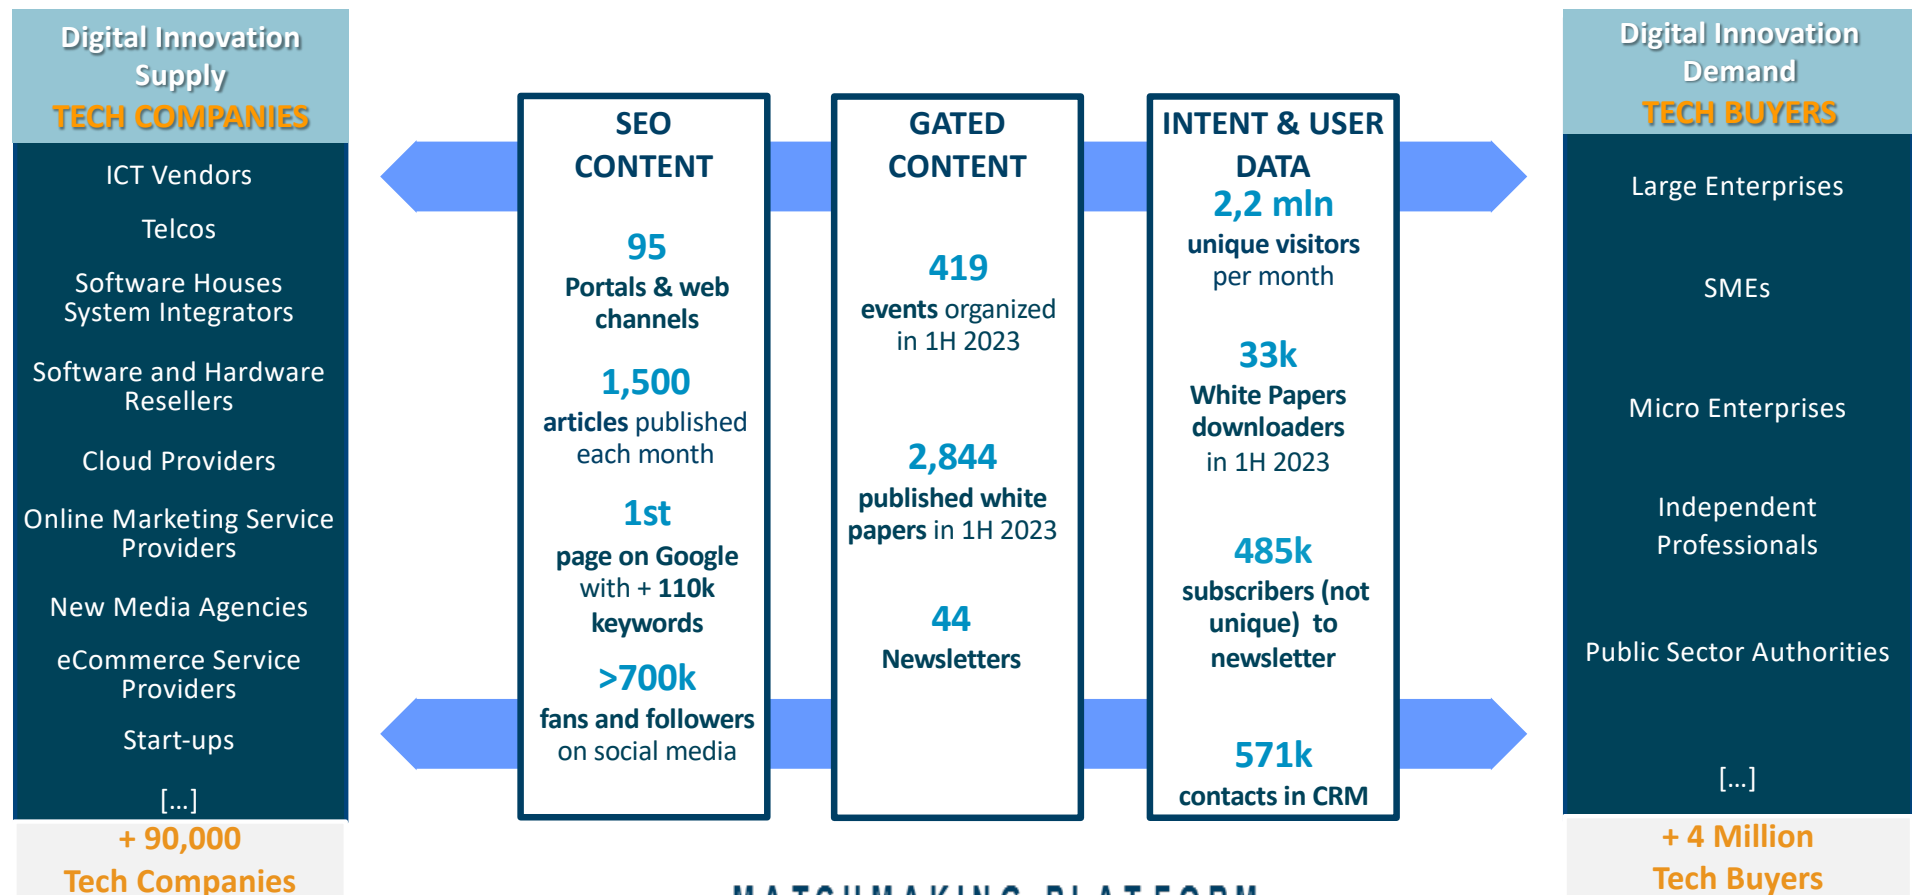 Digital Innovation
Supply
TECH COMPANIES
ICT Vendors
Telcos
Software Houses
System Integrators
Software and Hardware
Resellers
Cloud Providers
Online Marketing Service
Providers
New Media Agencies
eCommerce Service
Providers
Start-ups
[...]
+ 90,000
Tech Companies
SEO
CONTENT
95
Portals & web
channels
1,500
articles published
each month
1st
page on Google
with + 110k
keywords
>700k
fans and followers
on social media
GATED
CONTENT
419
events organized
in 1H 2023
2,844
published white
papers in 1H 2023
44
Newsletters
INTENT & USER
DATA
2,2 mln
unique visitors
per month
33k
White Papers
downloaders
in 1H 2023
485k
subscribers (not
unique) to
newsletter
571k
contacts in CRM
Digital Innovation
Demand
TECH BUYERS
Large Enterprises
SMEs
Micro Enterprises
Independent
Professionals
Public Sector Authorities
[...]
+ 4 Million
Tech Buyers
MATCHMAKING PLATFORM